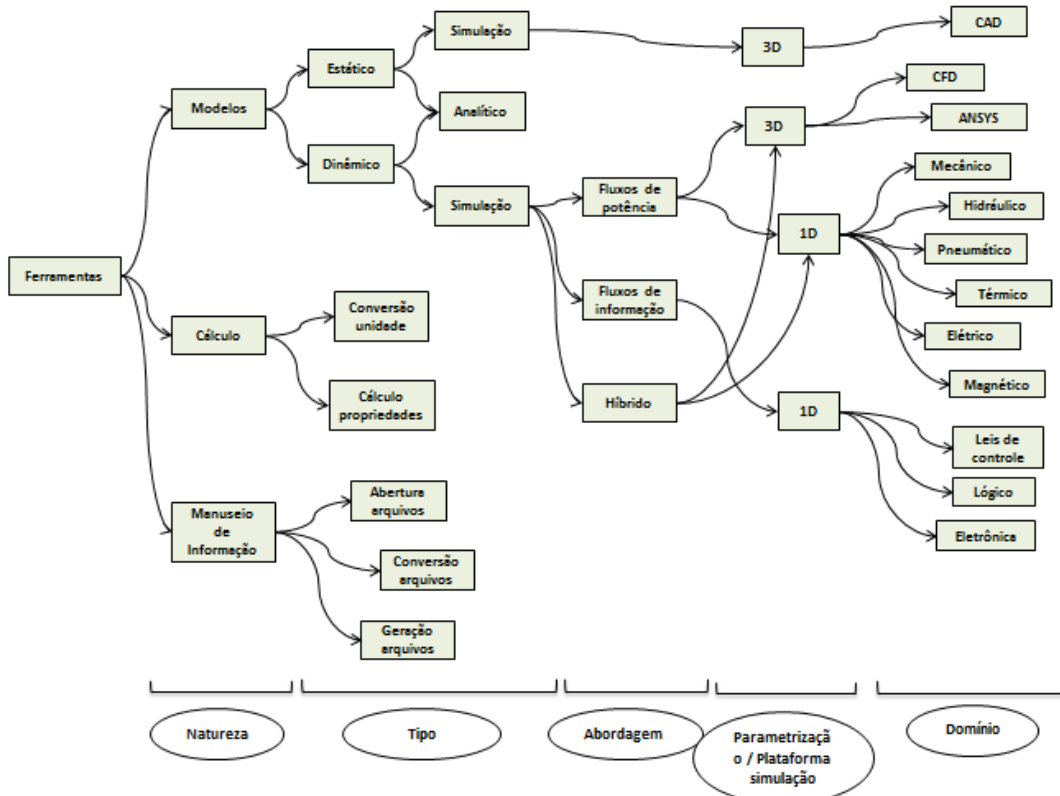 Simulação
CAD
3D
Estático
CFD
Modelos
Analítico
3D
ANSYS
Dinâmico
Mecânico
Simulação
Fluxos de
potência
Hidráulico
1D
Pneumático
Ferramentas
Fluxos de
informação
Térmico
Conversão
unidade
Cálculo
Elétrico
Magnético
Cálculo
propriedades
Híbrido
1D
Leis de
controle
Abertura
arquivos
Lógico
Manuseio
de
Informação
Eletrônica
Conversão
arquivos
Geração
arquivos
Natureza
Tipo
Abordagem
Parametrizaçã
o / Plataforma
simulação
Domínio